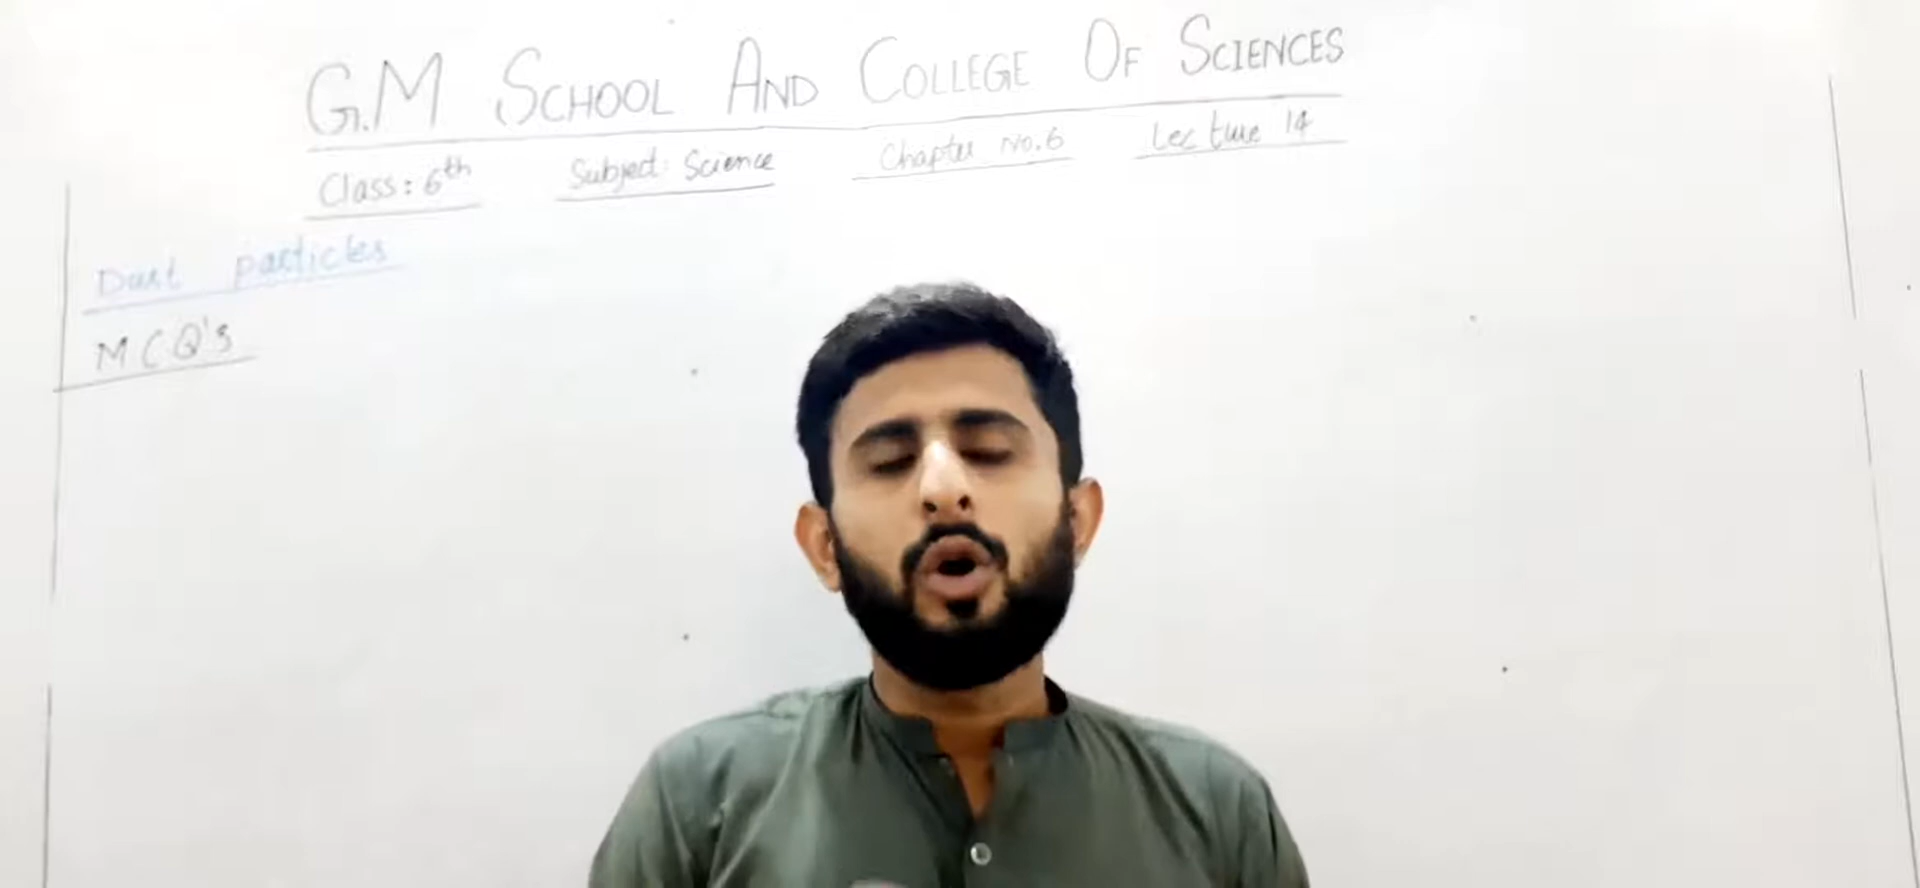 G.M SCHOOL AND COLLEGE OF SCIENCES
Class: 6th Subject: Science Chapter No.6 Lecture 14
Dust particles
MCQ's